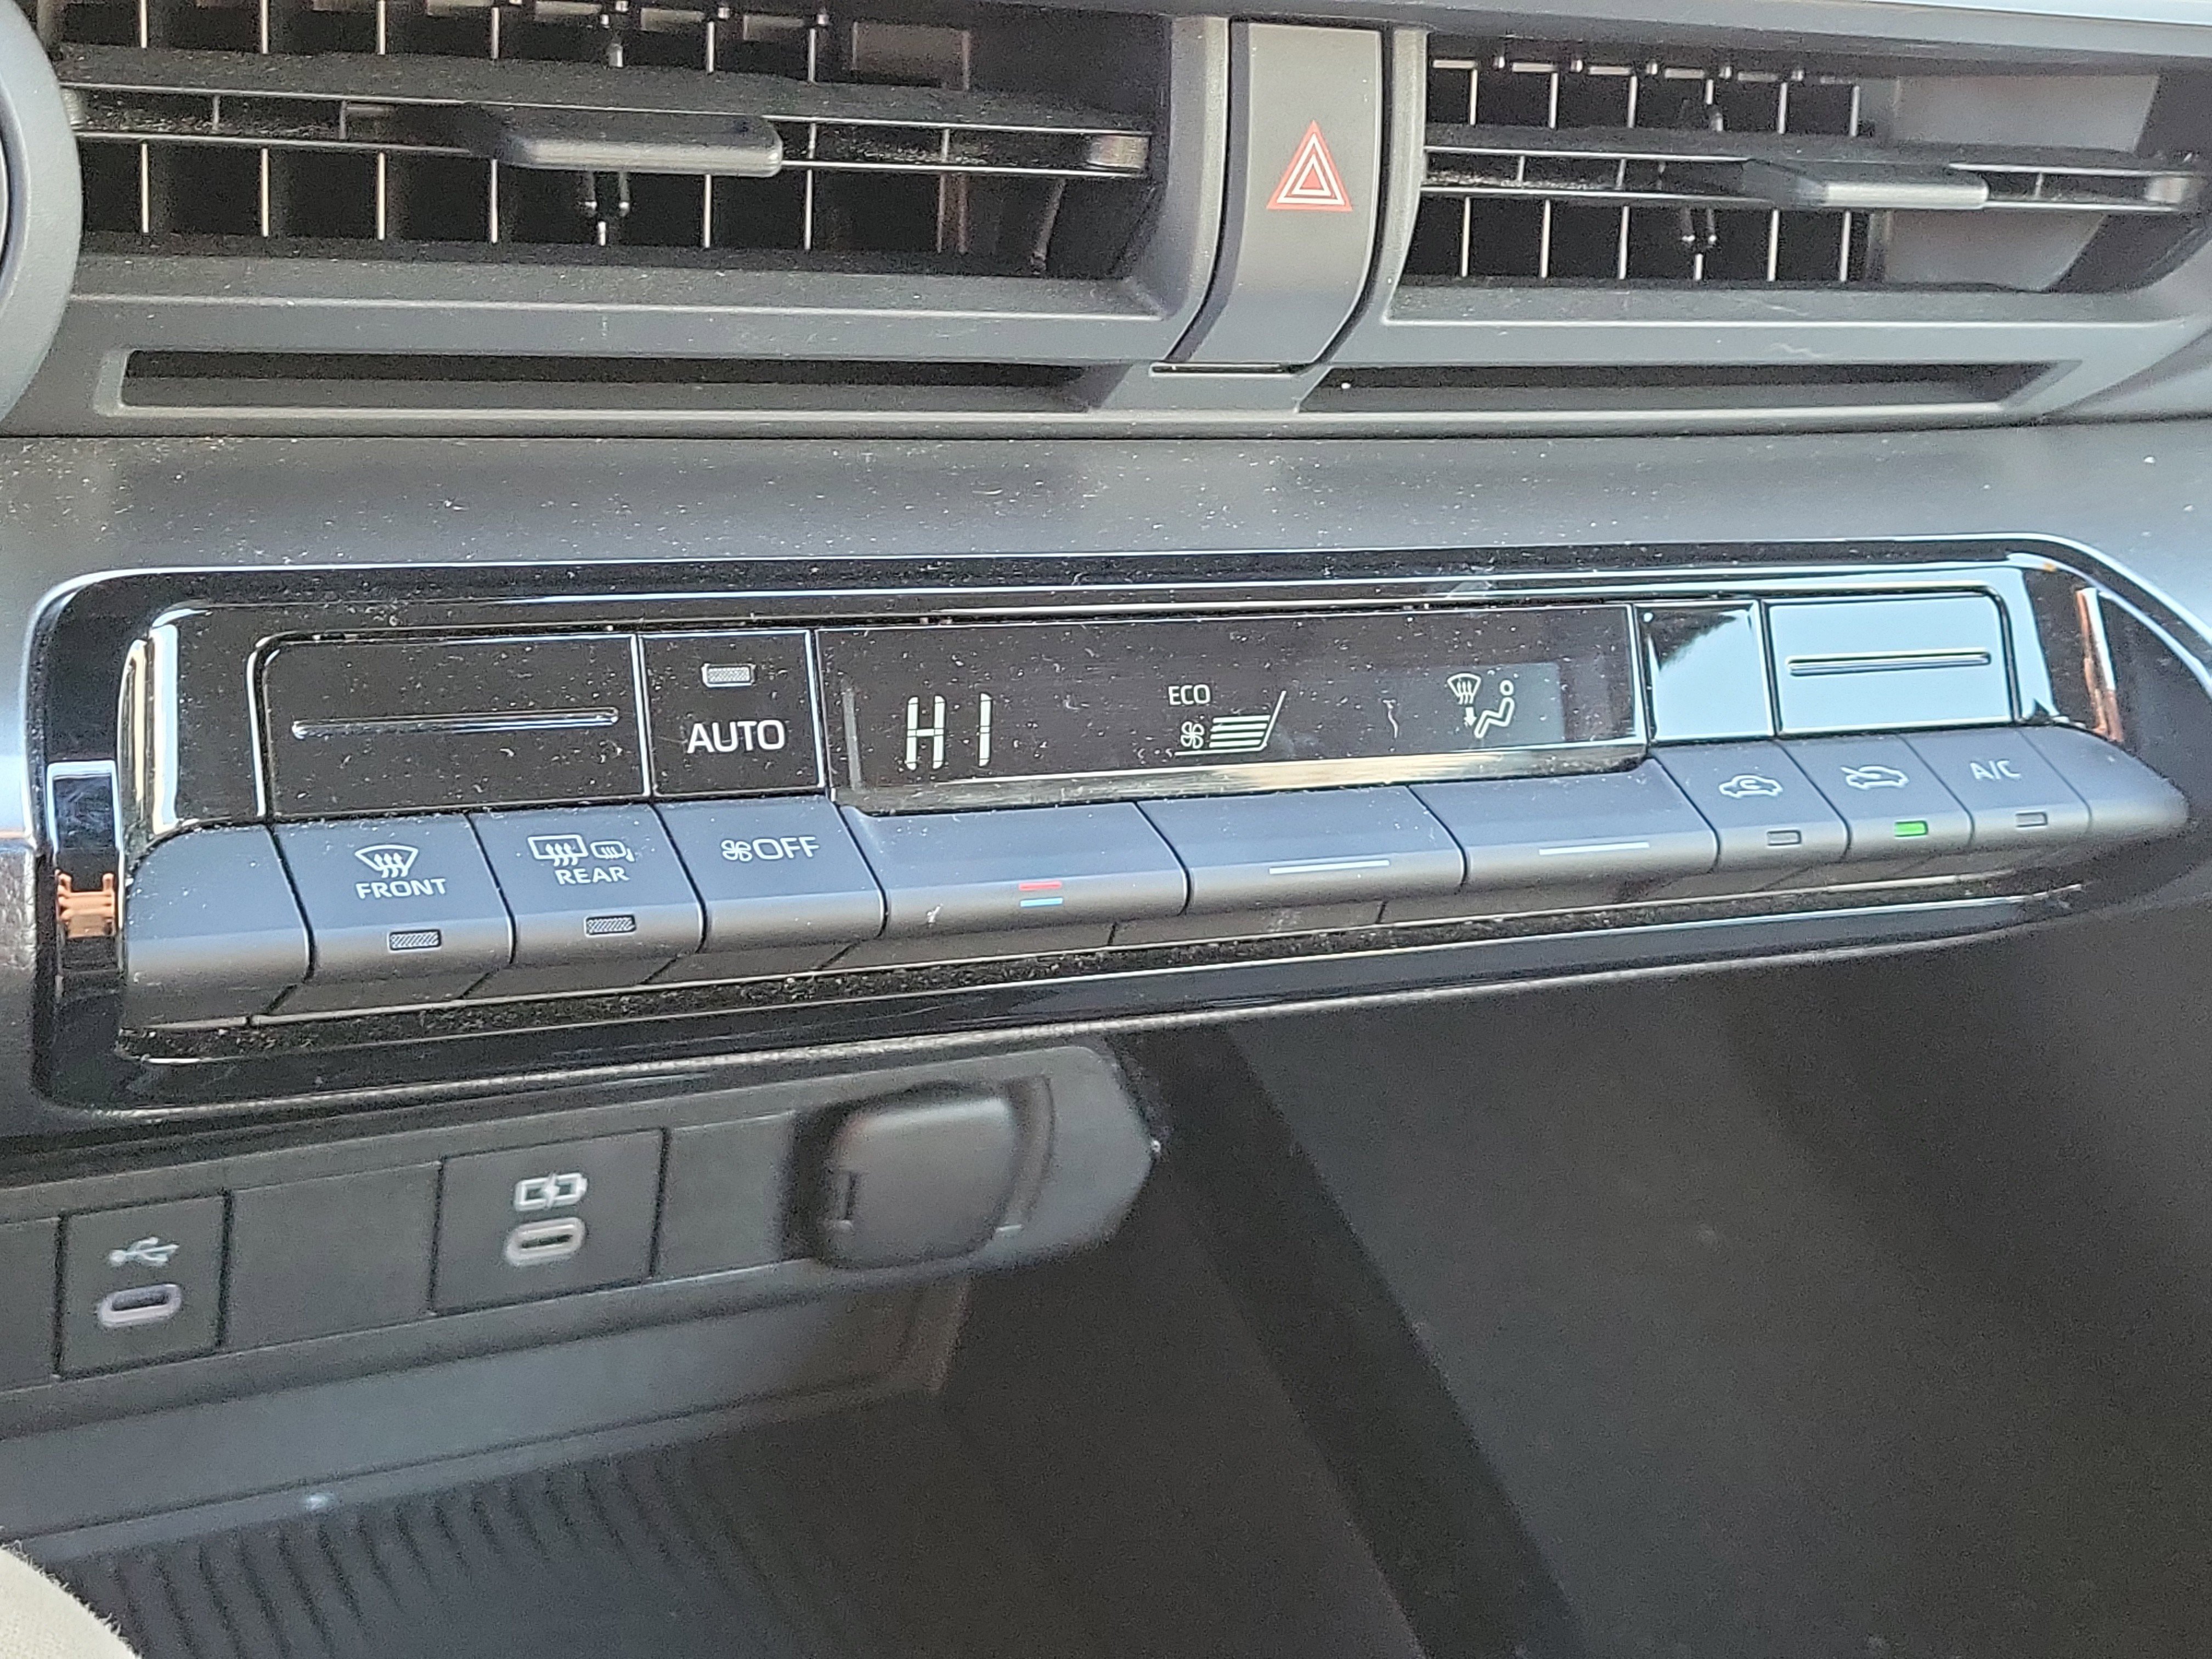 AUTO
HI
ECO
FRONT
REAR
OFF
A/C